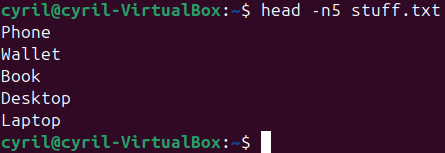 cyril@cyril-VirtualBox:~$ head -n5 stuff.txt
Phone
Wallet
Book
Desktop
Laptop
cyril@cyril-VirtualBox:~$